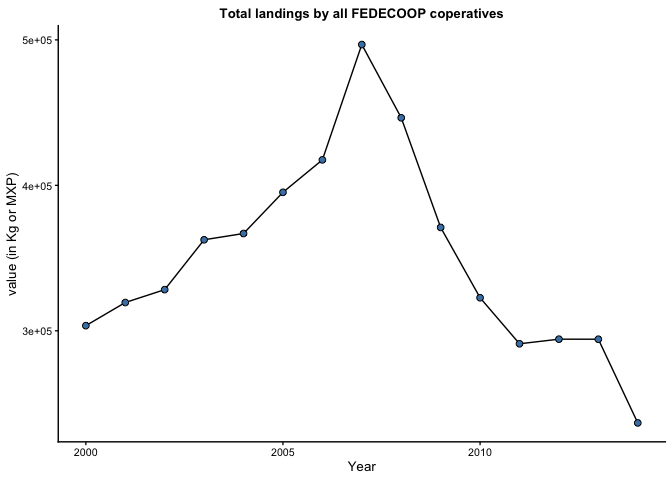 Total landings by all FEDECOOP coperatives
5e+05
4e+05
3e+05
value (in Kg or MXP)
2000 2005 2010
Year